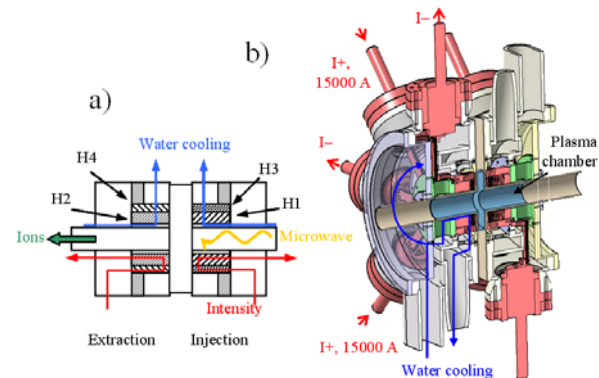 b)
I–
I+,
15000 A
a)
Water cooling
H4
H3
H2
H1
I–
Plasma
chamber
Ions
Microwave
Intensity
Extraction
Injection
I+, 15000 A
Water cooling